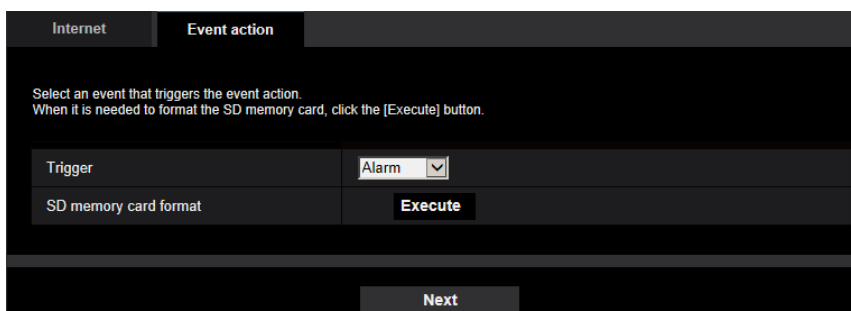 Internet Event action
Select an event that triggers the event action.
When it is needed to format the SD memory card, click the [Execute] button.
Trigger Alarm
SD memory card format Execute
Next